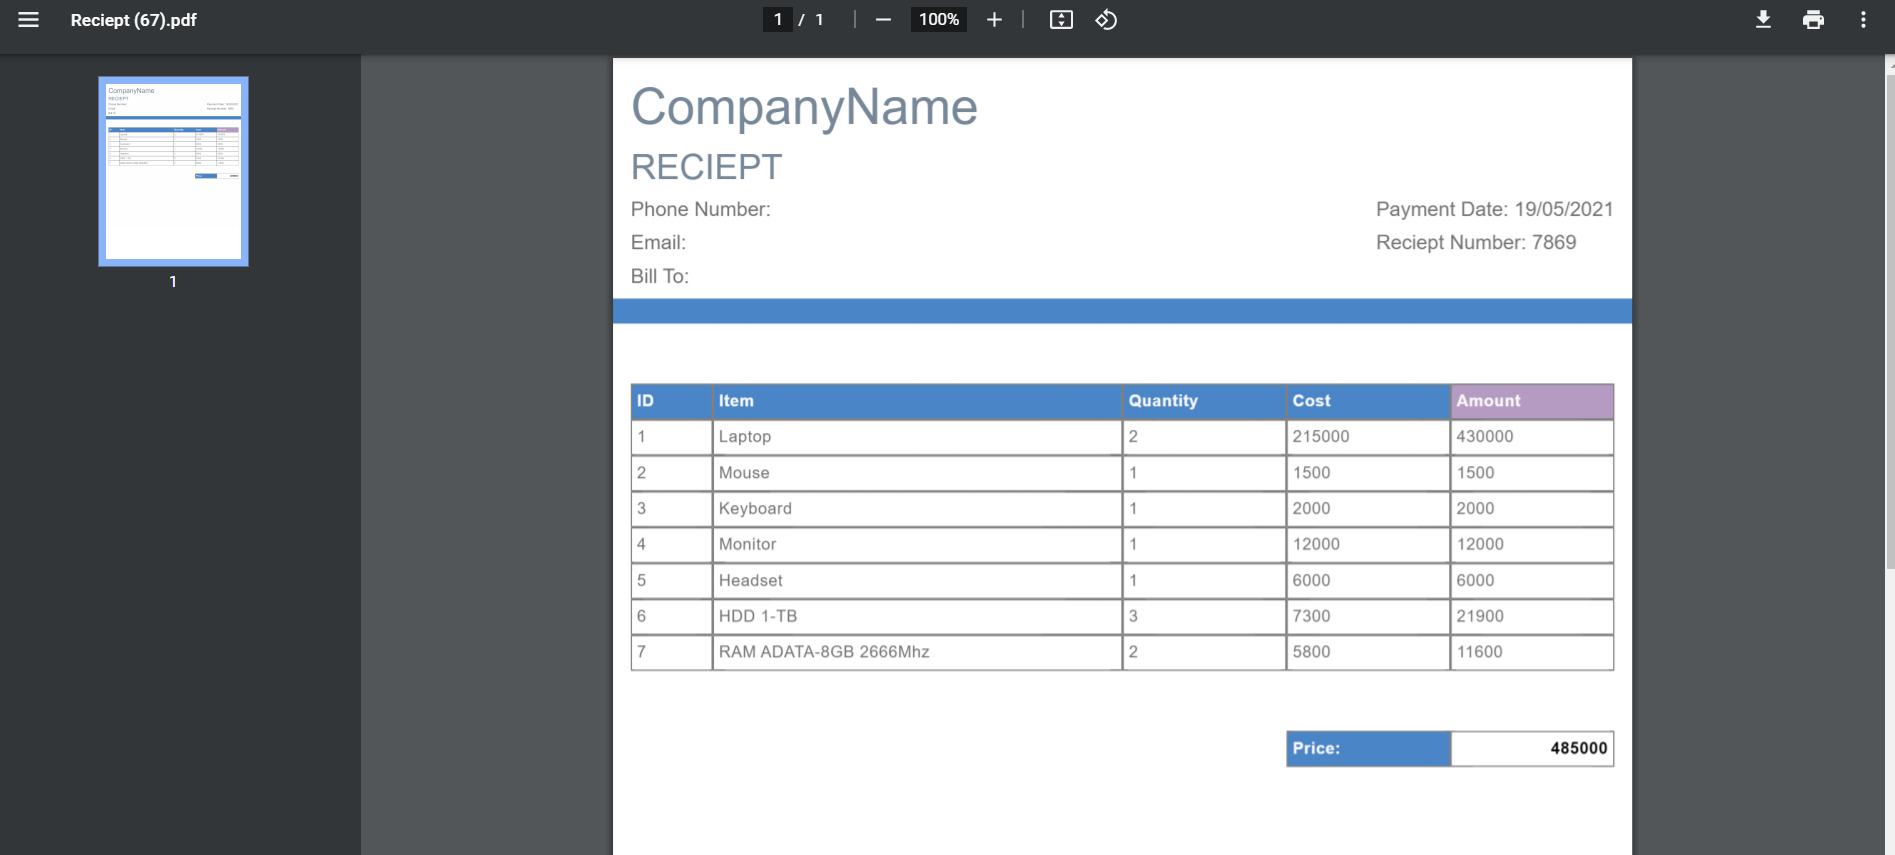 Reciept (67).pdf
1 / 1
100%
CompanyName
RECIEPT
Phone Number:
Payment Date: 19/05/2021
Email:
Reciept Number: 7869
Bill To:
ID Item Quantity Cost Amount
1 Laptop 2 215000 430000
2 Mouse 1 1500 1500
3 Keyboard 1 2000 2000
4 Monitor 1 12000 12000
5 Headset 1 6000 6000
6 HDD 1-TB 3 7300 21900
7 RAM ADATA-8GB 2666Mhz 2 5800 11600
Price: 485000
CompanyName
RECIEPT
1